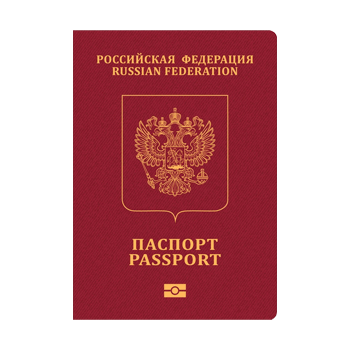 РОССИЙСКАЯ ФЕДЕРАЦИЯ
RUSSIAN FEDERATION
ПАСПОРТ
PASSPORT